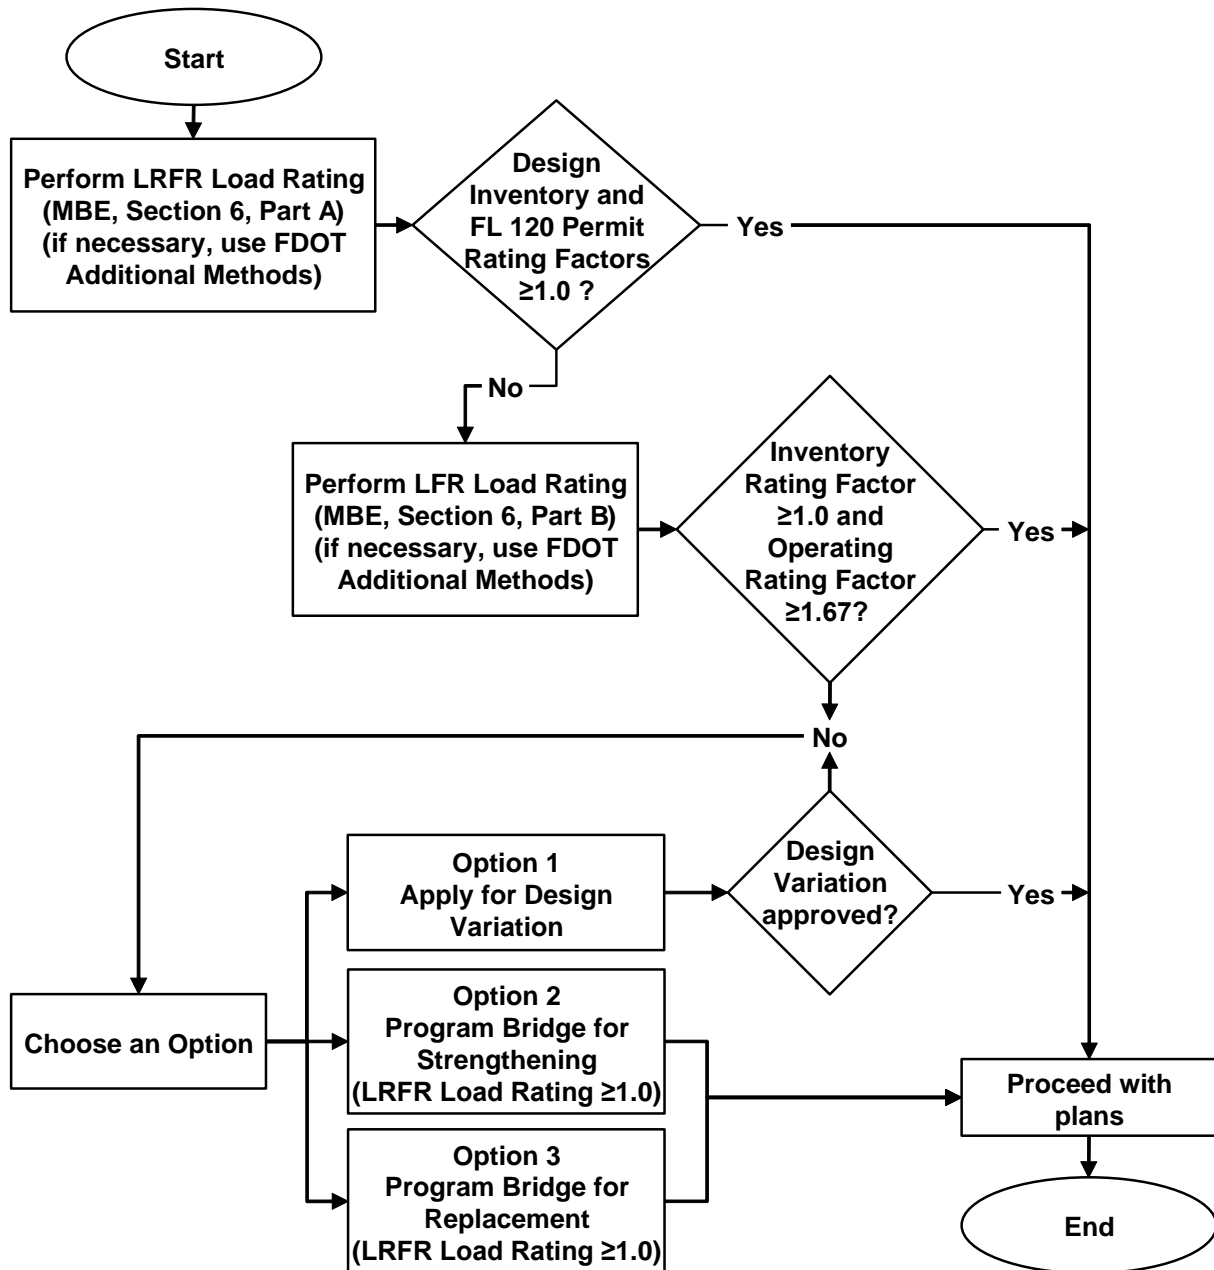 Start
Perform LRFR Load Rating
(MBE, Section 6, Part A)
(if necessary, use FDOT
Additional Methods)
Design
Inventory and
FL 120 Permit
Rating Factors
≥1.0 ?
Yes
No
Perform LFR Load Rating
(MBE, Section 6, Part B)
(if necessary, use FDOT
Additional Methods)
Inventory
Rating Factor
≥1.0 and
Operating
Rating Factor
≥1.67?
Yes
No
Option 1
Apply for Design
Variation
Design
Variation
approved?
Yes
Choose an Option
Option 2
Program Bridge for
Strengthening
(LRFR Load Rating ≥1.0)
Option 3
Program Bridge for
Replacement
(LRFR Load Rating ≥1.0)
Proceed with
plans
End